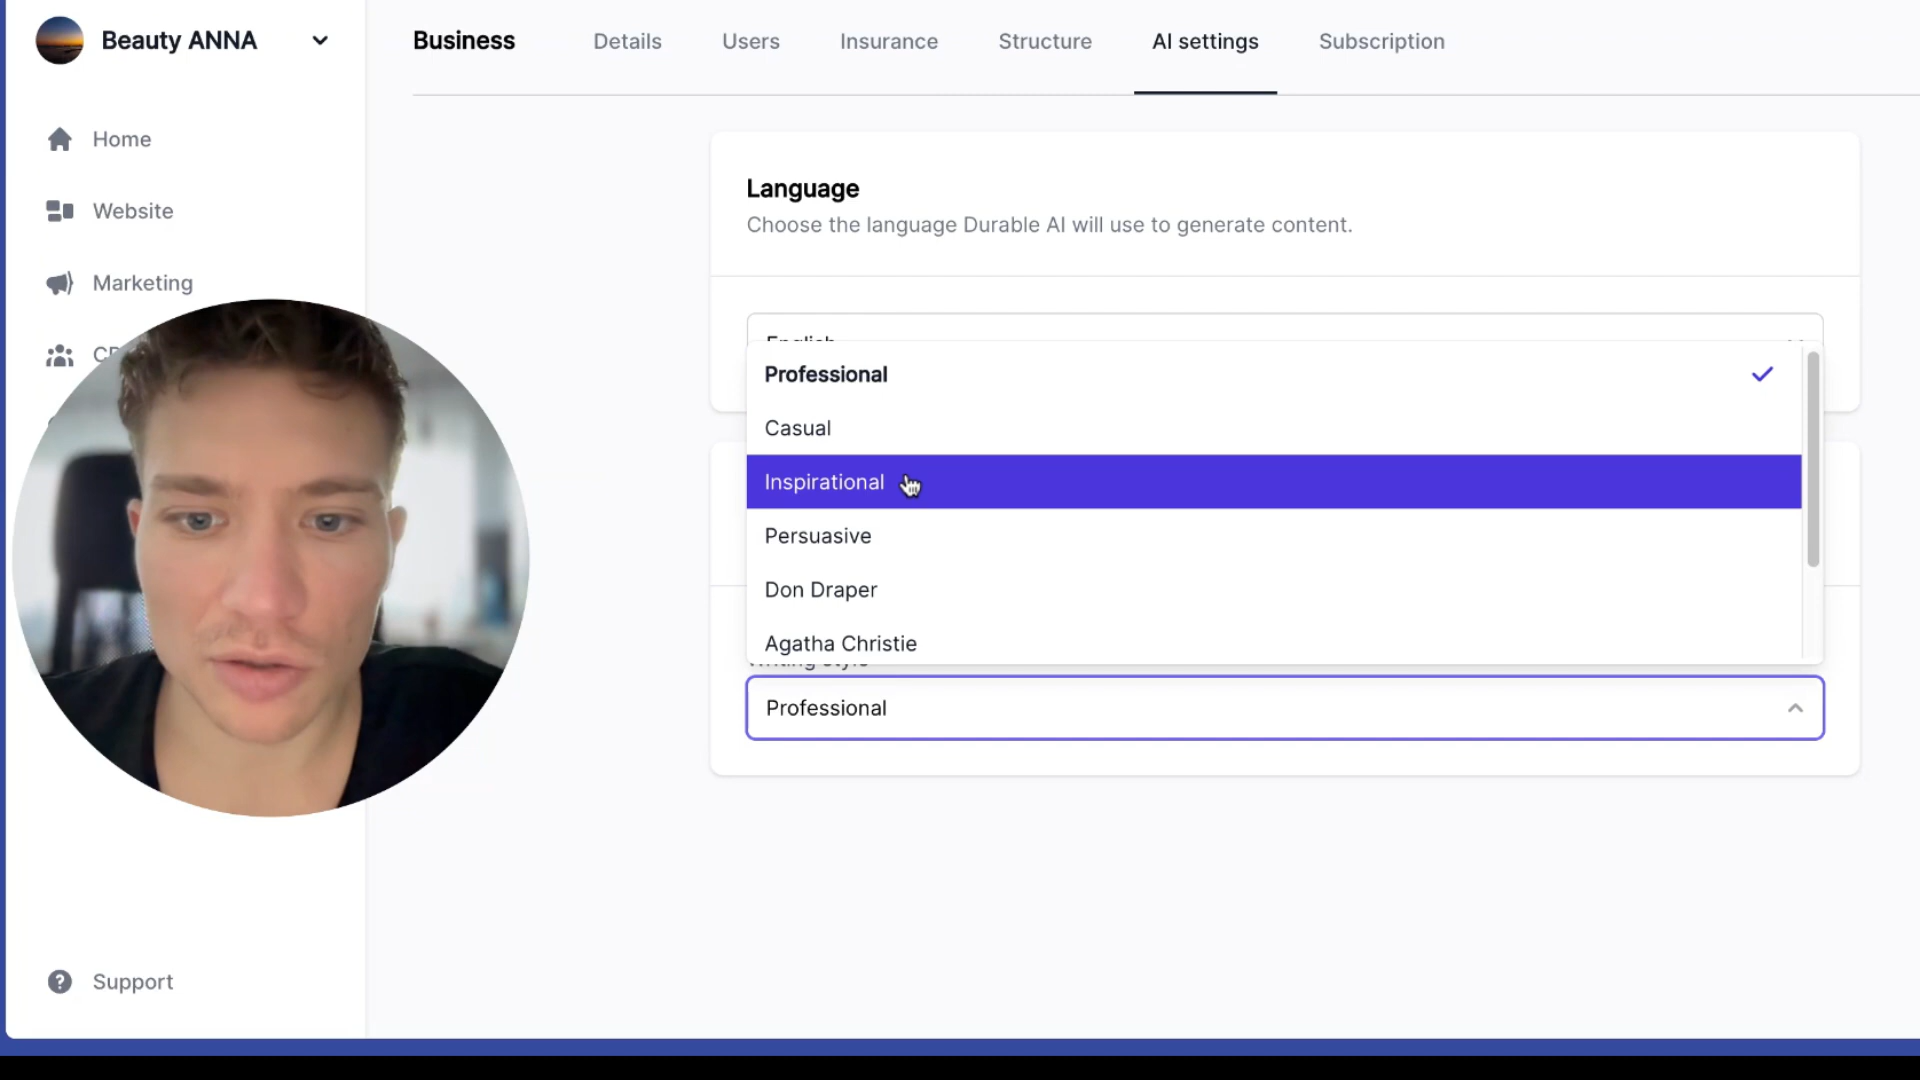 Beauty ANNA
Business
Details
Users
Insurance
Structure
AI settings
Subscription
Home
Website
Marketing
Language
Choose the language Durable AI will use to generate content.
English
Professional
Casual
Inspirational
Persuasive
Don Draper
Agatha Christie
Writing style
Professional
Support